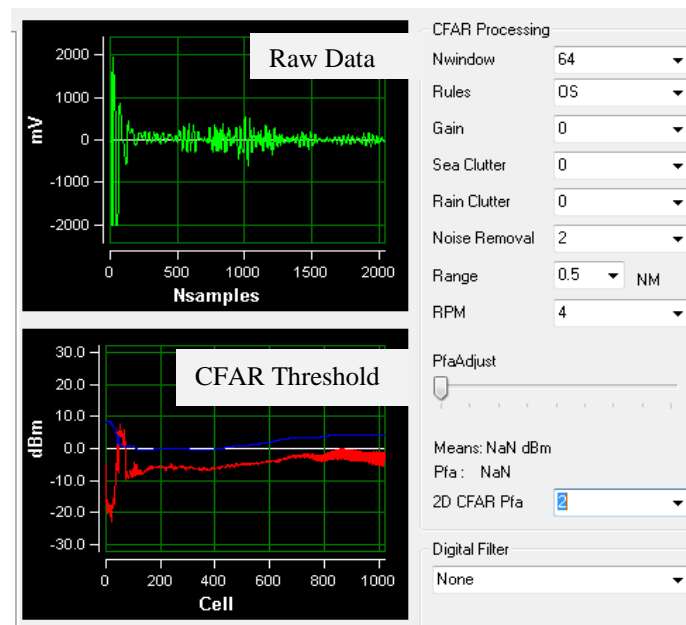 Raw Data
2000
1000
0
-1000
-2000
mV
0 500 1000 1500 2000
Nsamples
CFAR Threshold
30.0
20.0
10.0
0.0
-10.0
-20.0
-30.0
dBm
0 200 400 600 800 1000
Cell
CFAR Processing
Nwindow 64
Rules OS
Gain 0
Sea Clutter 0
Rain Clutter 0
Noise Removal 2
Range 0.5 NM
RPM 4
PfaAdjust
Means: NaN dBm
Pfa : NaN
2D CFAR Pfa 2
Digital Filter
None